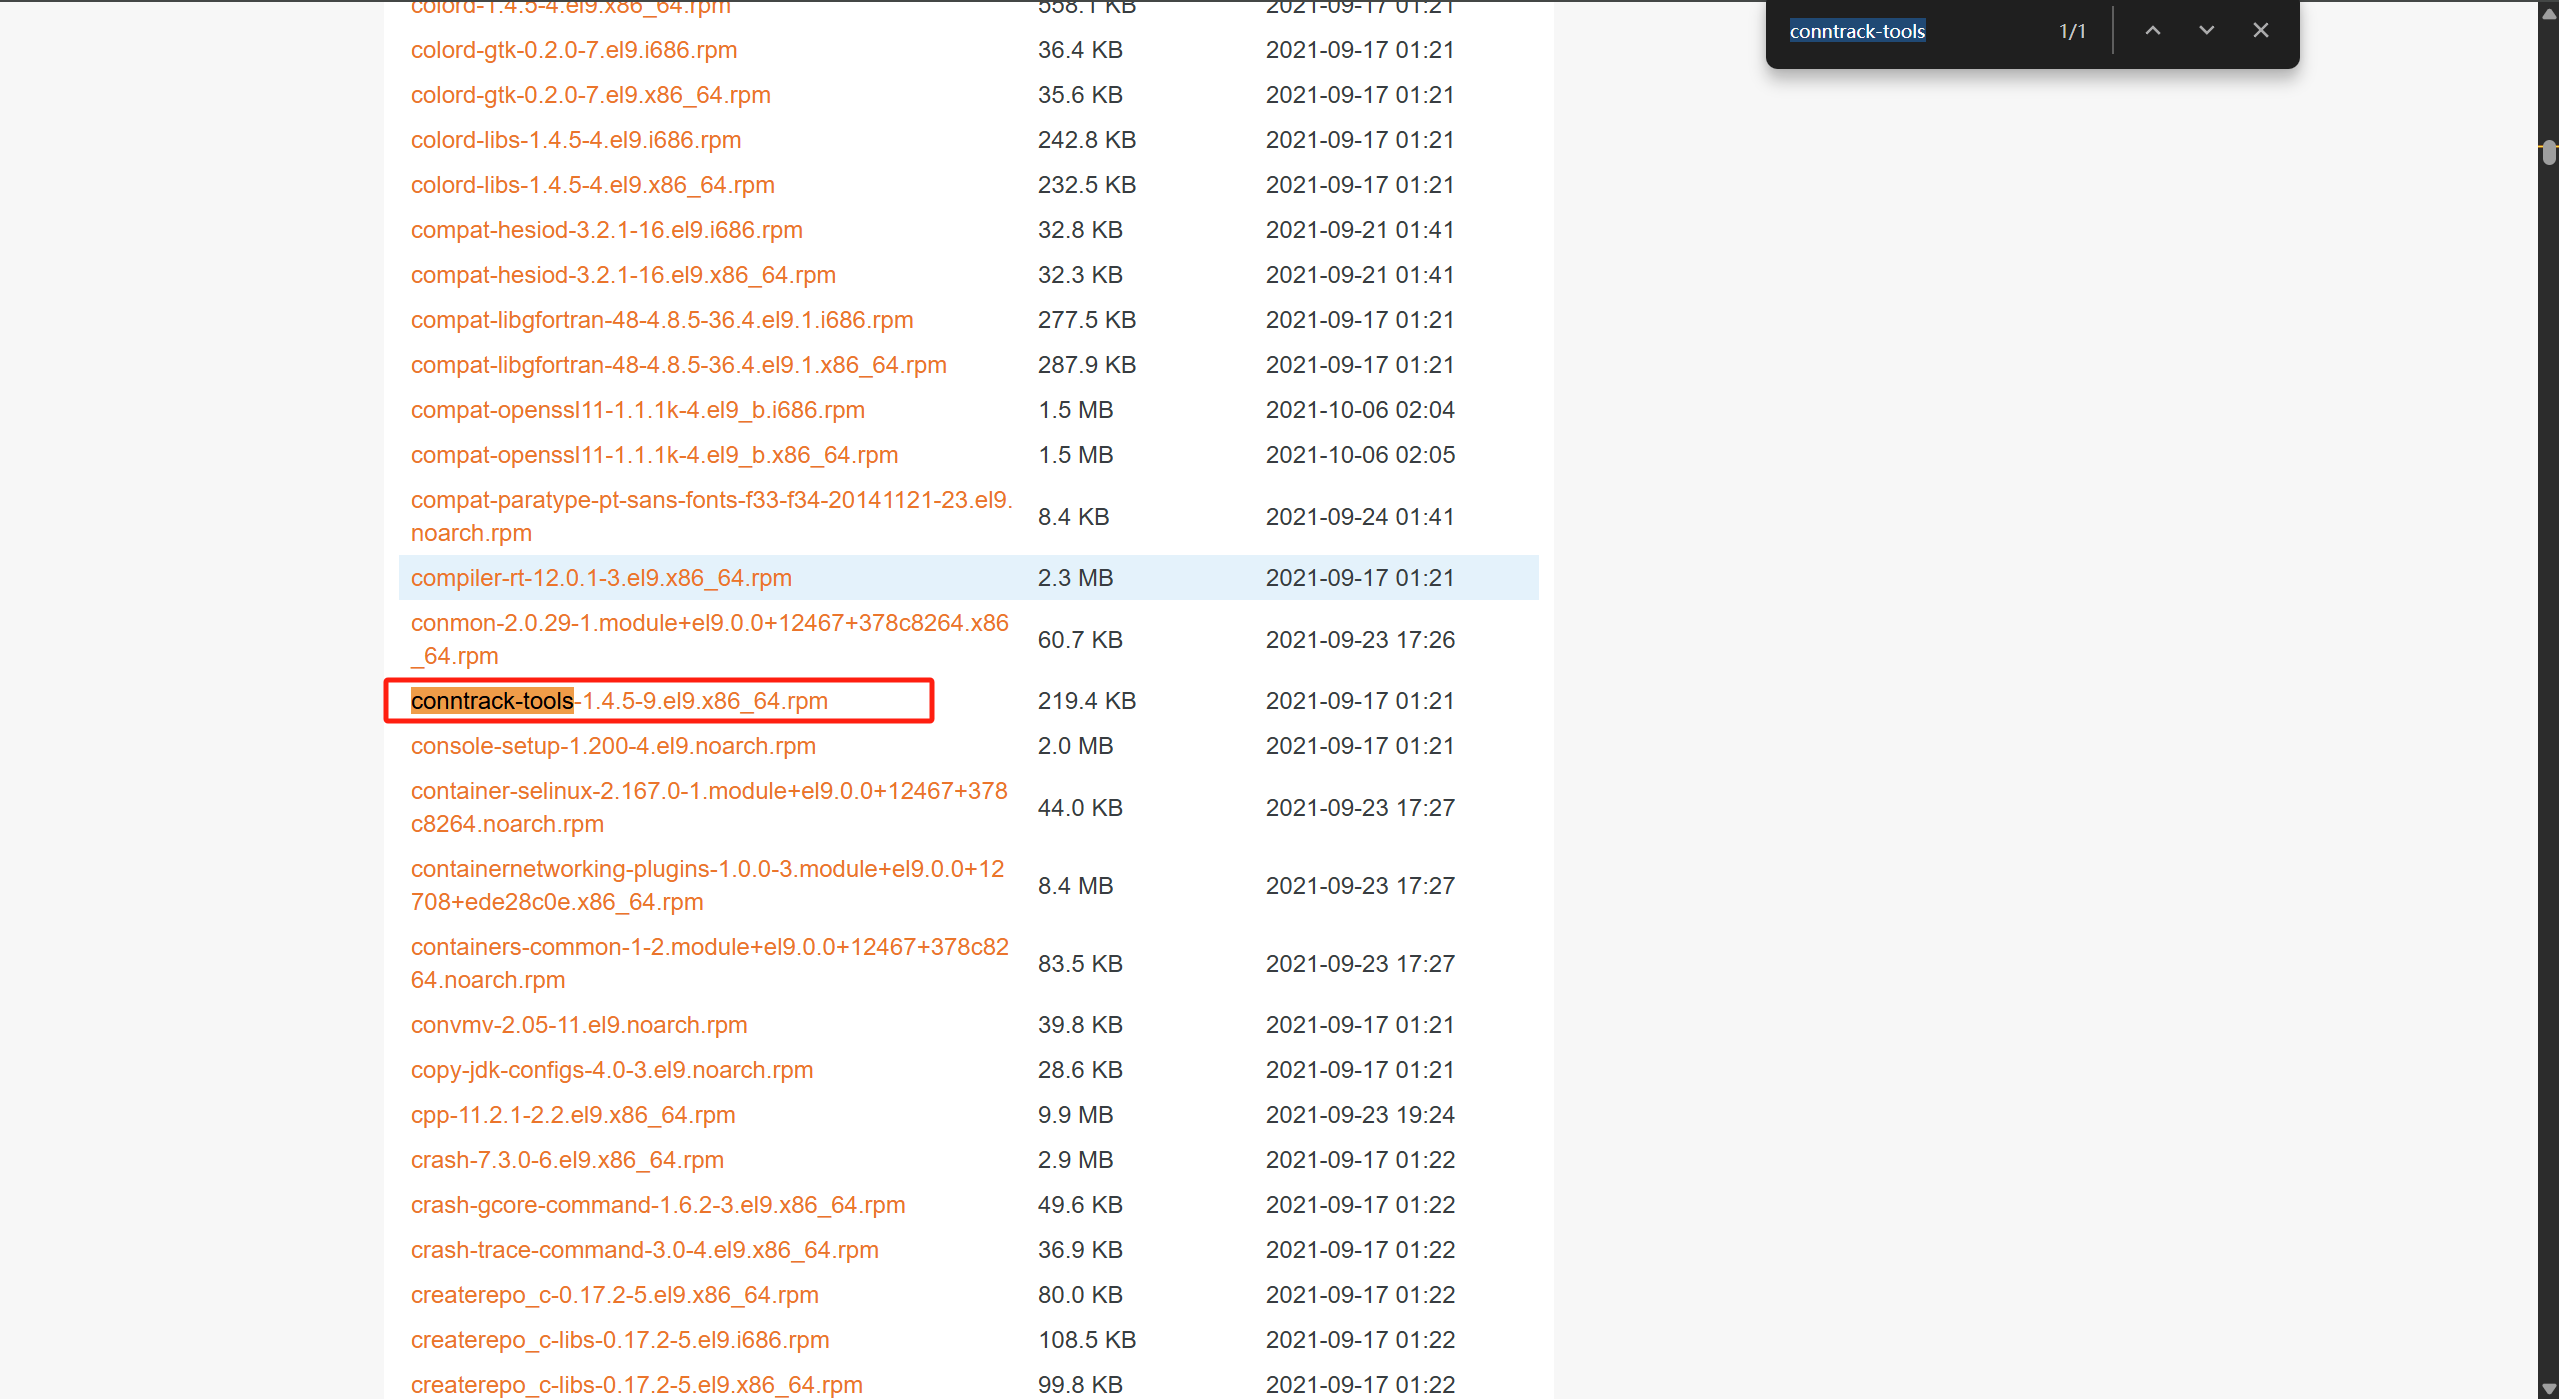 colord-1.4.5-4.el9.x86_64.rpm 558.1 KB 2021-09-17 01:21
conntrack-tools 1/1
colord-gtk-0.2.0-7.el9.i686.rpm 36.4 KB 2021-09-17 01:21
colord-gtk-0.2.0-7.el9.x86_64.rpm 35.6 KB 2021-09-17 01:21
colord-libs-1.4.5-4.el9.i686.rpm 242.8 KB 2021-09-17 01:21
colord-libs-1.4.5-4.el9.x86_64.rpm 232.5 KB 2021-09-17 01:21
compat-hesiod-3.2.1-16.el9.i686.rpm 32.8 KB 2021-09-21 01:41
compat-hesiod-3.2.1-16.el9.x86_64.rpm 32.3 KB 2021-09-21 01:41
compat-libgfortran-48-4.8.5-36.4.el9.1.i686.rpm 277.5 KB 2021-09-17 01:21
compat-libgfortran-48-4.8.5-36.4.el9.1.x86_64.rpm 287.9 KB 2021-09-17 01:21
compat-openssl11-1.1.1k-4.el9_b.i686.rpm 1.5 MB 2021-10-06 02:04
compat-openssl11-1.1.1k-4.el9_b.x86_64.rpm 1.5 MB 2021-10-06 02:05
compat-paratype-pt-sans-fonts-f33-f34-20141121-23.el9.
noarch.rpm 8.4 KB 2021-09-24 01:41
compiler-rt-12.0.1-3.el9.x86_64.rpm 2.3 MB 2021-09-17 01:21
conmon-2.0.29-1.module+el9.0.0+12467+378c8264.x86
_64.rpm 60.7 KB 2021-09-23 17:26
conntrack-tools-1.4.5-9.el9.x86_64.rpm 219.4 KB 2021-09-17 01:21
console-setup-1.200-4.el9.noarch.rpm 2.0 MB 2021-09-17 01:21
container-selinux-2.167.0-1.module+el9.0.0+12467+378
c8264.noarch.rpm 44.0 KB 2021-09-23 17:27
containernetworking-plugins-1.0.0-3.module+el9.0.0+12
708+ede28c0e.x86_64.rpm 8.4 MB 2021-09-23 17:27
containers-common-1-2.module+el9.0.0+12467+378c82
64.noarch.rpm 83.5 KB 2021-09-23 17:27
convmv-2.05-11.el9.noarch.rpm 39.8 KB 2021-09-17 01:21
copy-jdk-configs-4.0-3.el9.noarch.rpm 28.6 KB 2021-09-17 01:21
cpp-11.2.1-2.2.el9.x86_64.rpm 9.9 MB 2021-09-23 19:24
crash-7.3.0-6.el9.x86_64.rpm 2.9 MB 2021-09-17 01:22
crash-gcore-command-1.6.2-3.el9.x86_64.rpm 49.6 KB 2021-09-17 01:22
crash-trace-command-3.0-4.el9.x86_64.rpm 36.9 KB 2021-09-17 01:22
createrepo_c-0.17.2-5.el9.x86_64.rpm 80.0 KB 2021-09-17 01:22
createrepo_c-libs-0.17.2-5.el9.i686.rpm 108.5 KB 2021-09-17 01:22
createrepo_c-libs-0.17.2-5.el9.x86_64.rpm 99.8 KB 2021-09-17 01:22